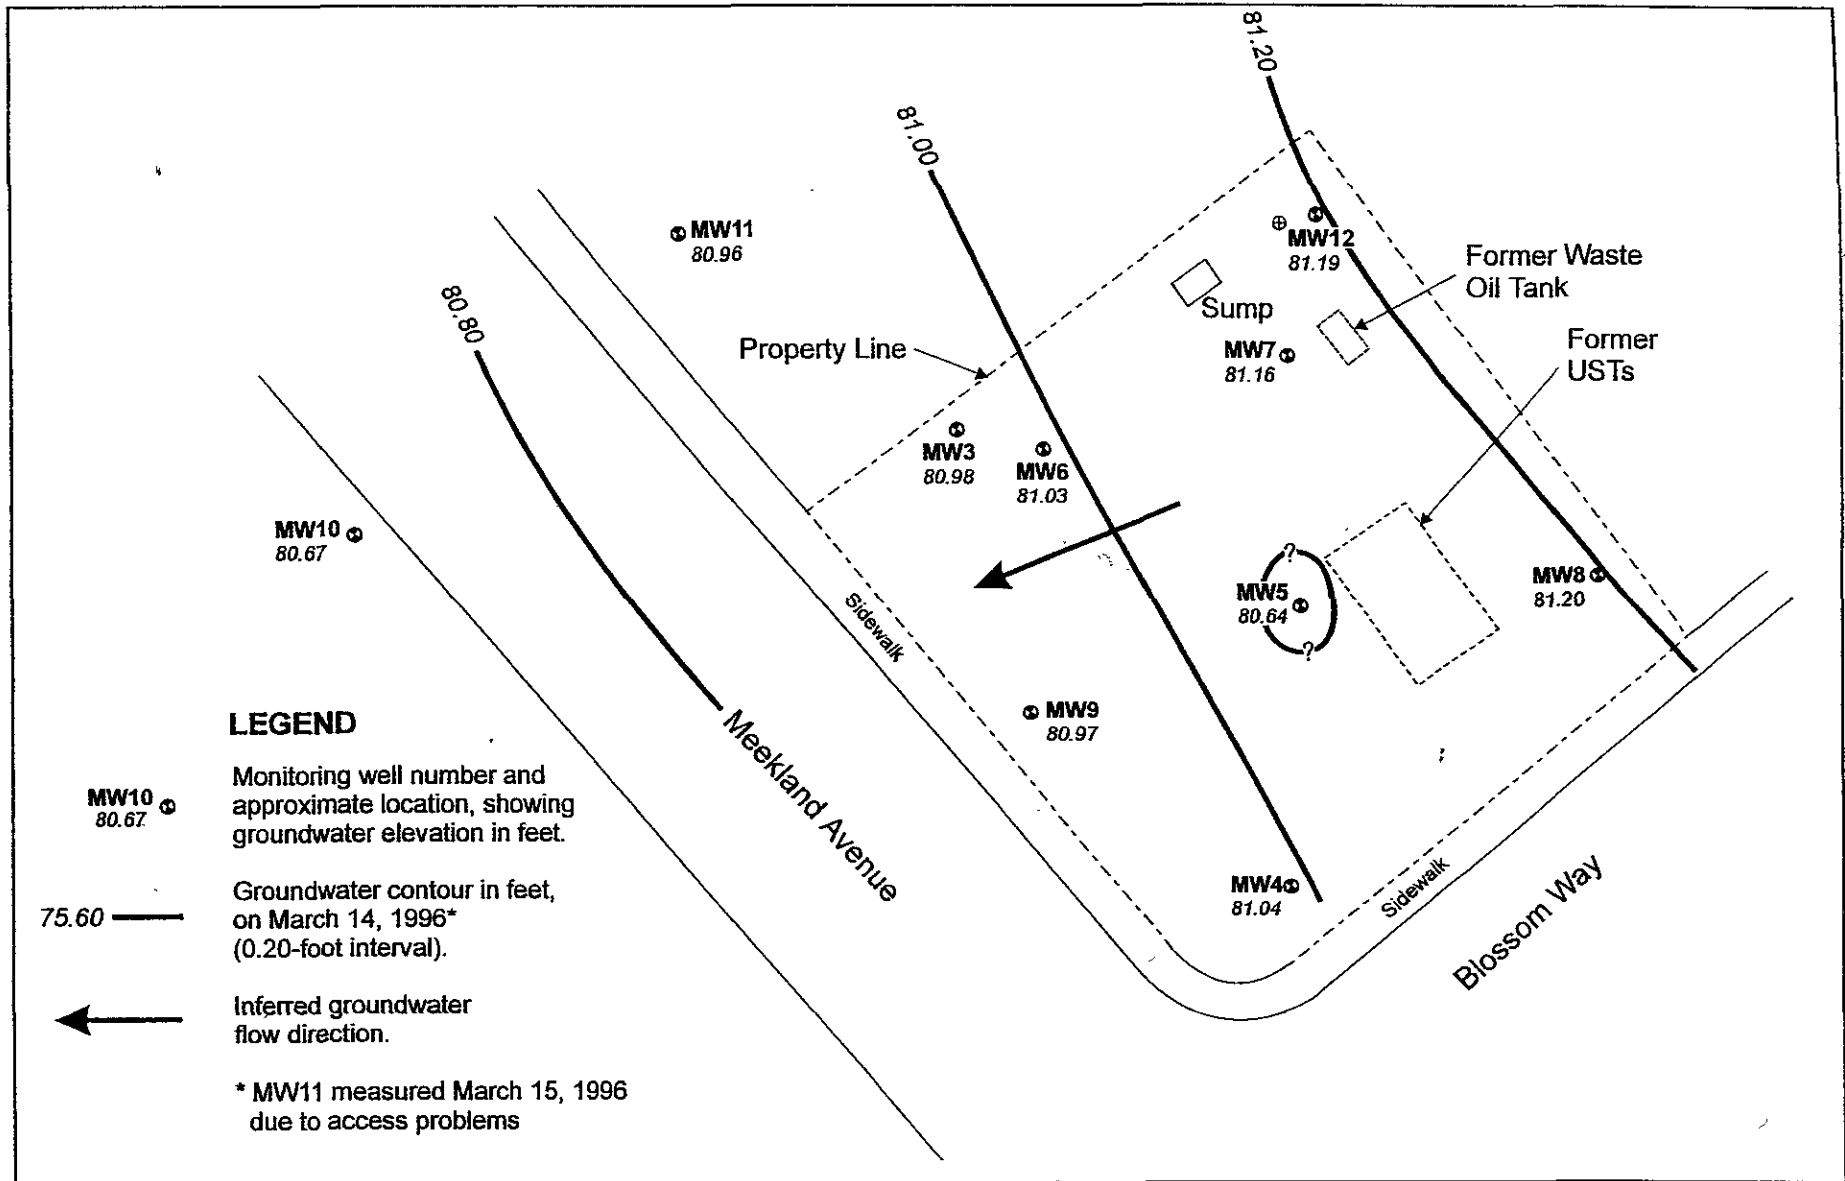 81.20
81.00
80.80
MW11
80.96
MW12
81.19
Former Waste
Oil Tank
Sump
Property Line
MW7
81.16
Former
USTs
MW3
80.98
MW6
81.03
MW10
80.67
?
MW5
80.64
?
MW8
81.20
Sidewalk
MW9
80.97
Meekland Avenue
MW4
81.04
Sidewalk
Blossom Way
LEGEND
MW10
80.67
Monitoring well number and
approximate location, showing
groundwater elevation in feet.
75.60
Groundwater contour in feet,
on March 14, 1996*
(0.20-foot interval).
Inferred groundwater
flow direction.
* MW11 measured March 15, 1996
due to access problems